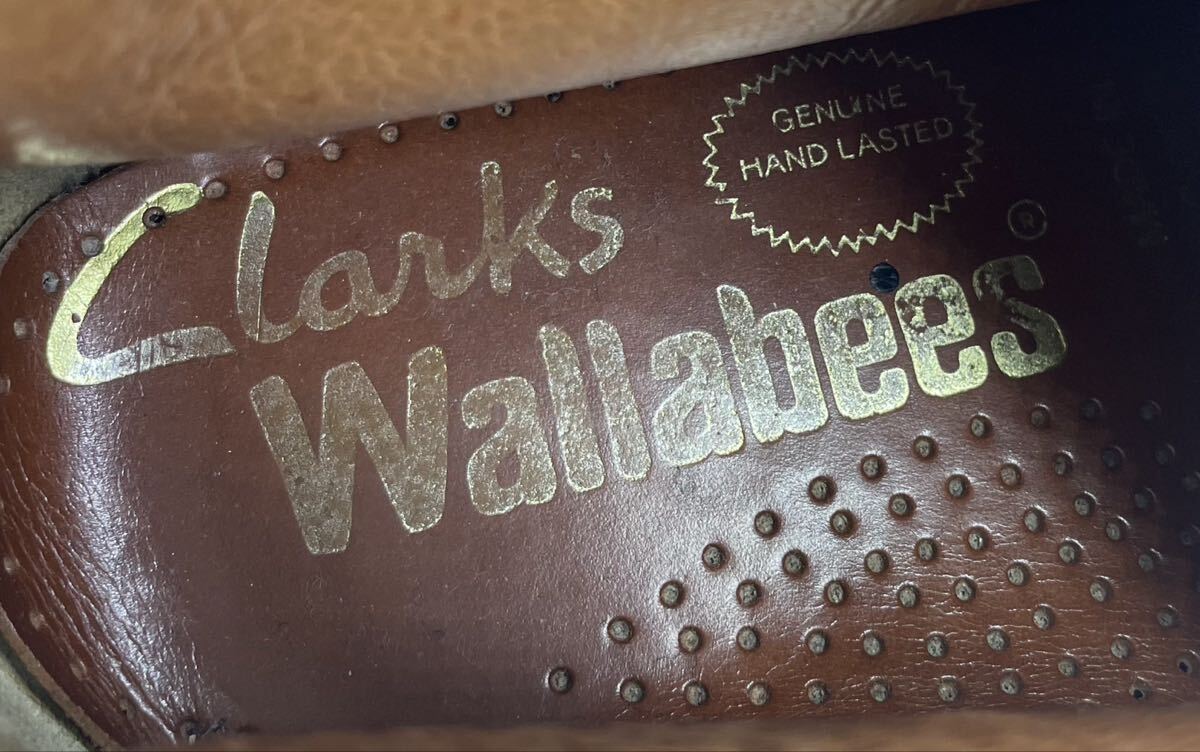 Clarks
Wallabees
®
GENUINE
HAND LASTED